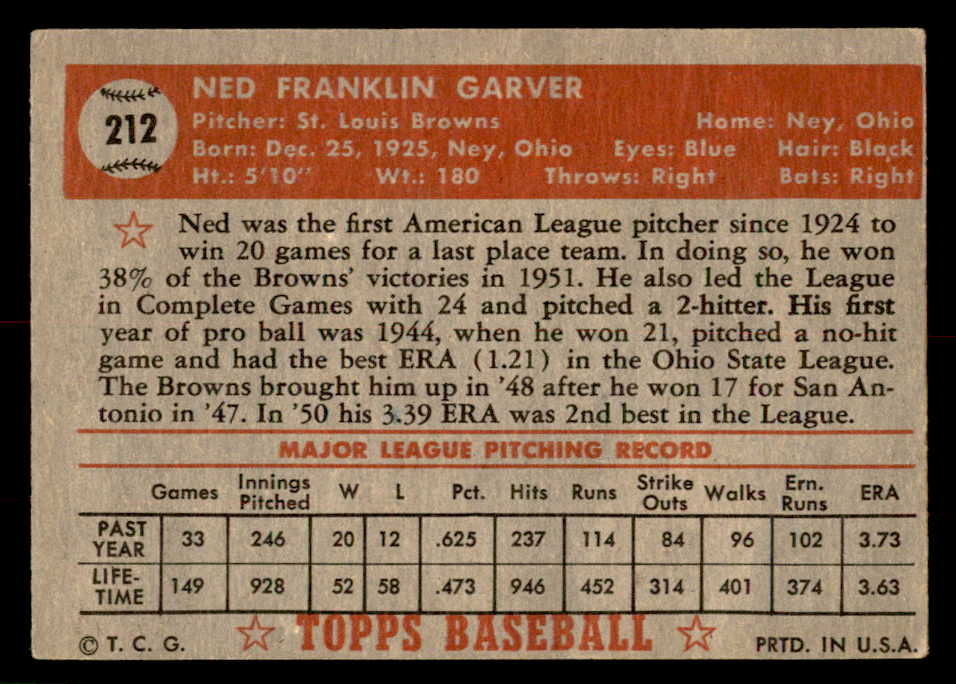 212
NED FRANKLIN GARVER
Pitcher: St. Louis Browns Home: Ney, Ohio
Born: Dec. 25, 1925, Ney, Ohio Eyes: Blue Hair: Black
Ht.: 5'10" Wt.: 180 Throws: Right Bats: Right
Ned was the first American League pitcher since 1924 to
win 20 games for a last place team. In doing so, he won
38% of the Browns' victories in 1951. He also led the League
in Complete Games with 24 and pitched a 2-hitter. His first
year of pro ball was 1944, when he won 21, pitched a no-hit
game and had the best ERA (1.21) in the Ohio State League.
The Browns brought him up in '48 after he won 17 for San An-
tonio in '47. In '50 his 3.39 ERA was 2nd best in the League.
MAJOR LEAGUE PITCHING RECORD
Games Innings Pitched W L Pct. Hits Runs Strike Outs Walks Ern. Runs ERA
PAST YEAR 33 246 20 12 .625 237 114 84 96 102 3.73
LIFE-TIME 149 928 52 58 .473 946 452 314 401 374 3.63
© T. C. G. TOPPS BASEBALL PRTD. IN U.S.A.